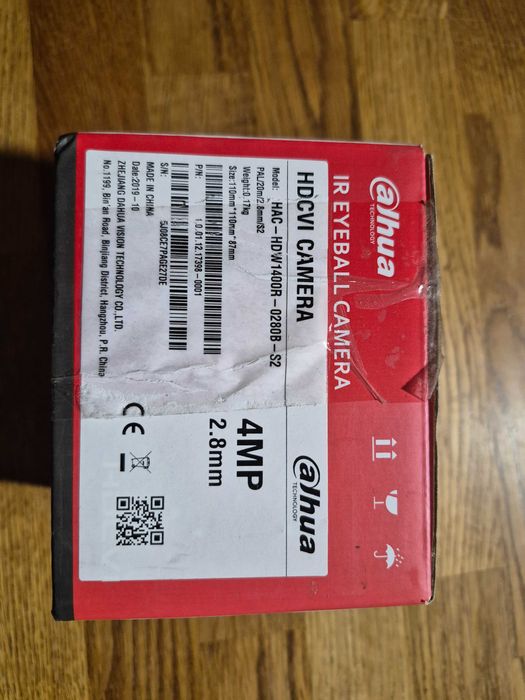 alhua
TECHNOLOGY
IR EYEBALL CAMERA
HDCVI CAMERA
Model: HAC-HDW1400R-0280B-S2
PAL/20m/2.8mm/S2
Weight:0.17kg
Size:110mm*110mm*87mm
P/N:
1.0.01.12.17398-0001
S/N:
5J08CE7PAGE27DE
MADE IN CHINA
Date:2019-10
ZHEJIANG DAHUA VISION TECHNOLOGY CO.,LTD.
No.1199, Bin'an Road, Binjiang District, Hangzhou, P.R. China
alhua
TECHNOLOGY
4MP
2.8mm
CE